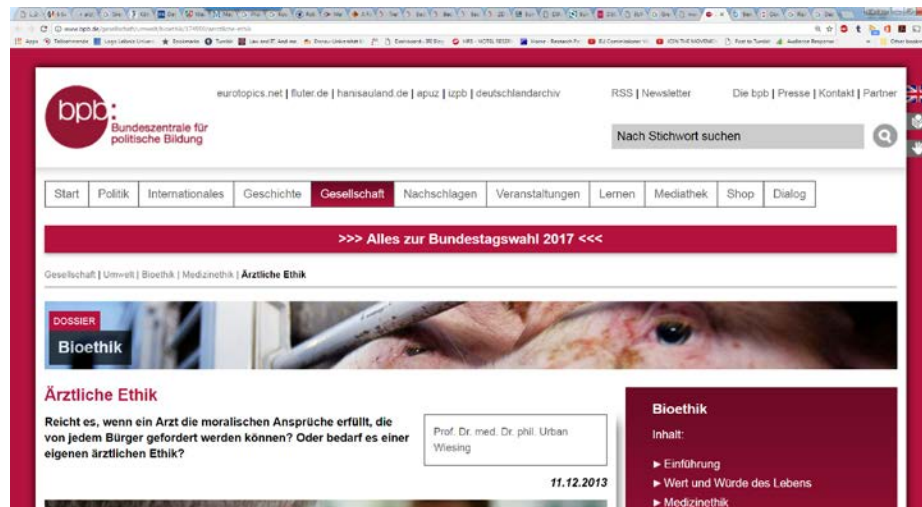 eurotopics.net | fluter.de | hanisauland.de | apuz | izpb | deutschlandarchiv
RSS | Newsletter
Die bpb | Presse | Kontakt | Partner
bpb:
Bundeszentrale für
politische Bildung
Nach Stichwort suchen
Start Politik Internationales Geschichte Gesellschaft Nachschlagen Veranstaltungen Lernen Mediathek Shop Dialog
>>> Alles zur Bundestagswahl 2017 <<<
Gesellschaft | Umwelt | Bioethik | Medizinethik | Ärztliche Ethik
DOSSIER
Bioethik
Ärztliche Ethik
Reicht es, wenn ein Arzt die moralischen Ansprüche erfüllt, die
von jedem Bürger gefordert werden können? Oder bedarf es einer
eigenen ärztlichen Ethik?
Prof. Dr. med. Dr. phil. Urban
Wiesing
11.12.2013
Bioethik
Inhalt:
► Einführung
► Wert und Würde des Lebens
► Medizinethik